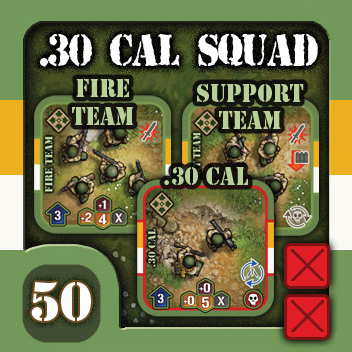 .30 CAL SQUAD
FIRE
TEAM
SUPPORT
TEAM
FIRE TEAM
TEAM
3
+1
+2 4 X
.30 CAL
.30 CAL
3
+0
0 5 X
50